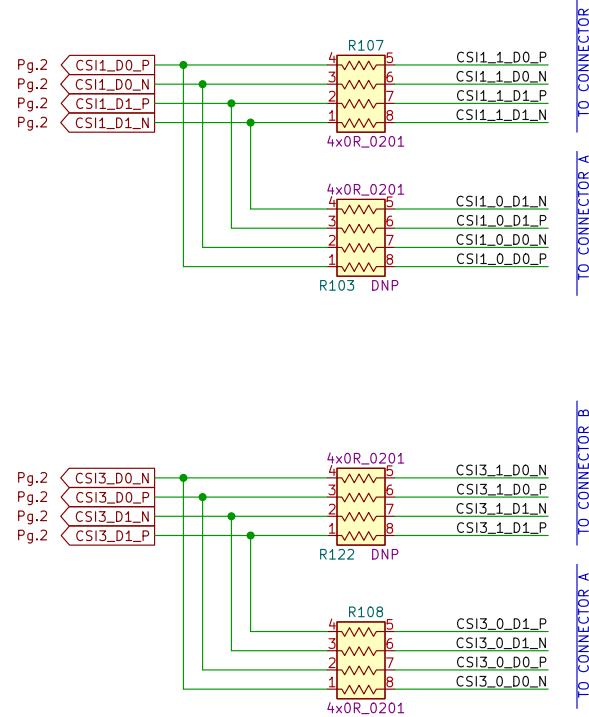 R107
Pg.2 CSI1_D0_P 4 5 CSI1_1_D0_P
Pg.2 CSI1_D0_N 3 6 CSI1_1_D0_N
Pg.2 CSI1_D1_P 2 7 CSI1_1_D1_P
Pg.2 CSI1_D1_N 1 8 CSI1_1_D1_N
4x0R_0201
TO CONNECTOR
4x0R_0201
4 5 CSI1_0_D1_N
3 6 CSI1_0_D1_P
2 7 CSI1_0_D0_N
1 8 CSI1_0_D0_P
R103 DNP
TO CONNECTOR A
4x0R_0201
Pg.2 CSI3_D0_N 4 5 CSI3_1_D0_N
Pg.2 CSI3_D0_P 3 6 CSI3_1_D0_P
Pg.2 CSI3_D1_N 2 7 CSI3_1_D1_N
Pg.2 CSI3_D1_P 1 8 CSI3_1_D1_P
R122 DNP
TO CONNECTOR B
R108
4 5 CSI3_0_D1_P
3 6 CSI3_0_D1_N
2 7 CSI3_0_D0_P
1 8 CSI3_0_D0_N
4x0R_0201
TO CONNECTOR A